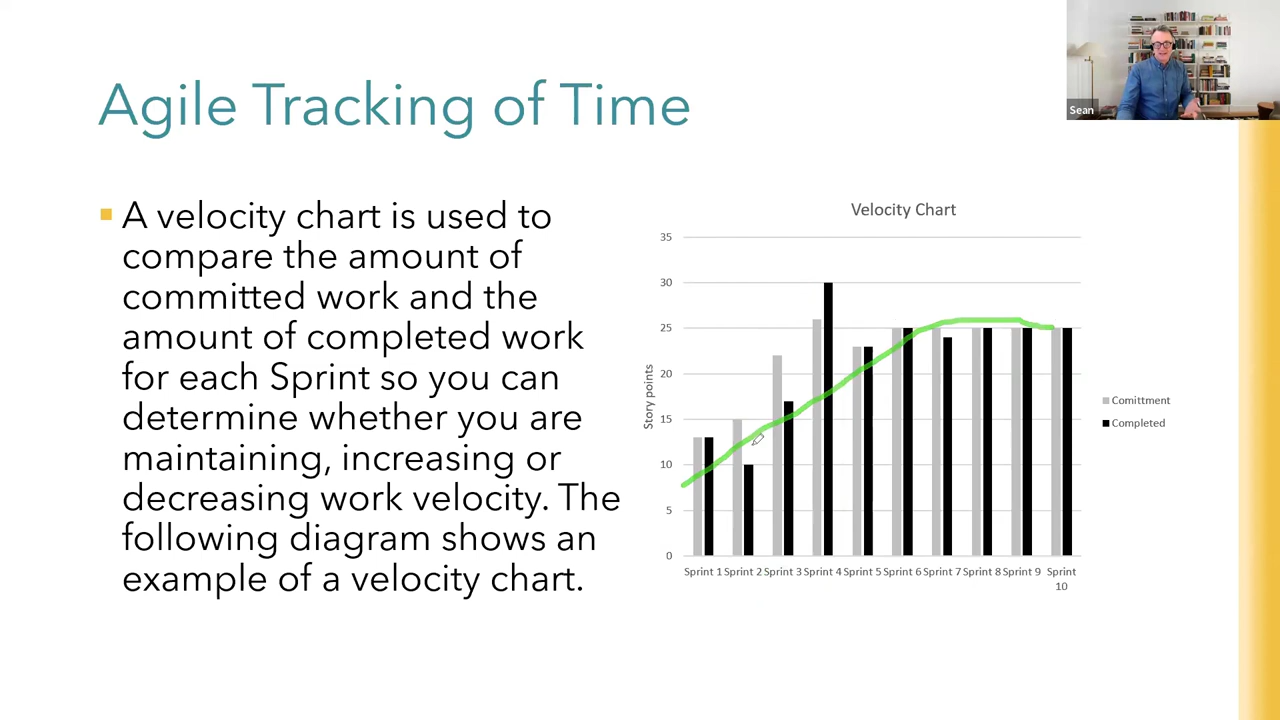 Agile Tracking of Time
Sean
A velocity chart is used to
compare the amount of
committed work and the
amount of completed work
for each Sprint so you can
determine whether you are
maintaining, increasing or
decreasing work velocity. The
following diagram shows an
example of a velocity chart.
Velocity Chart
35
30
25
20
15
10
5
0
Story points
Sprint 1 Sprint 2 Sprint 3 Sprint 4 Sprint 5 Sprint 6 Sprint 7 Sprint 8 Sprint 9 Sprint
10
Comittment
Completed